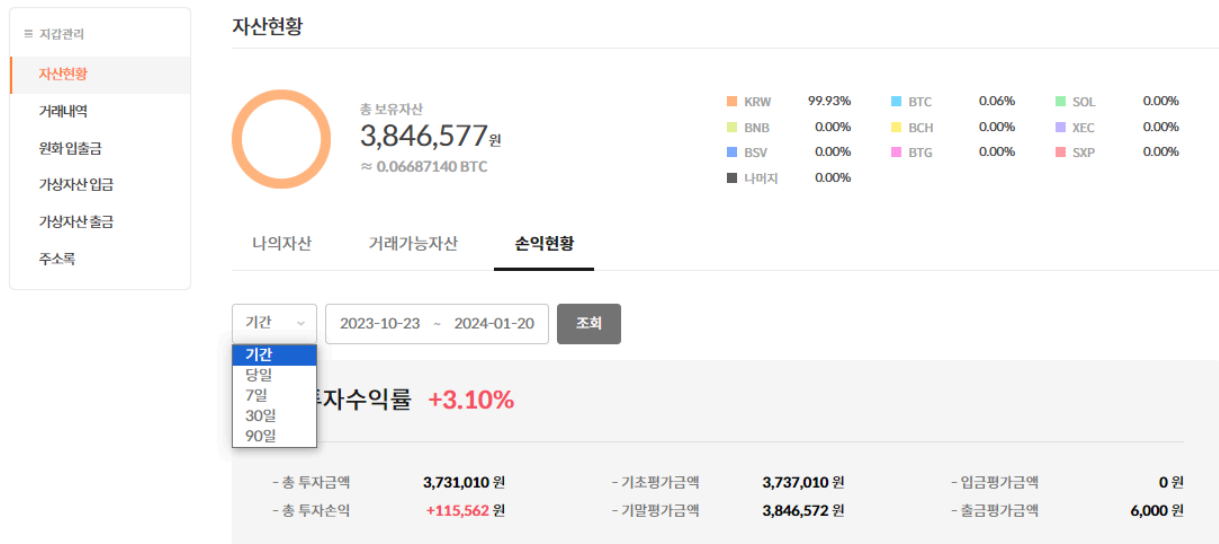 지갑관리
자산현황
거래내역
원화 입출금
가상자산 입금
가상자산 출금
주소록
자산현황
총 보유자산
3,846,577원
≈ 0.06687140 BTC
KRW 99.93% BTC 0.06% SOL 0.00%
BNB 0.00% BCH 0.00% XEC 0.00%
BSV 0.00% BTG 0.00% SXP 0.00%
나머지 0.00%
나의자산 거래가능자산 손익현황
기간 2023-10-23 ~ 2024-01-20 조회
기간
당일
7일
30일
90일
투자수익률 +3.10%
- 총 투자금액 3,731,010 원 - 기초평가금액 3,737,010 원 - 입금평가금액 0 원
- 총 투자손익 +115,562 원 - 기말평가금액 3,846,572 원 - 출금평가금액 6,000 원